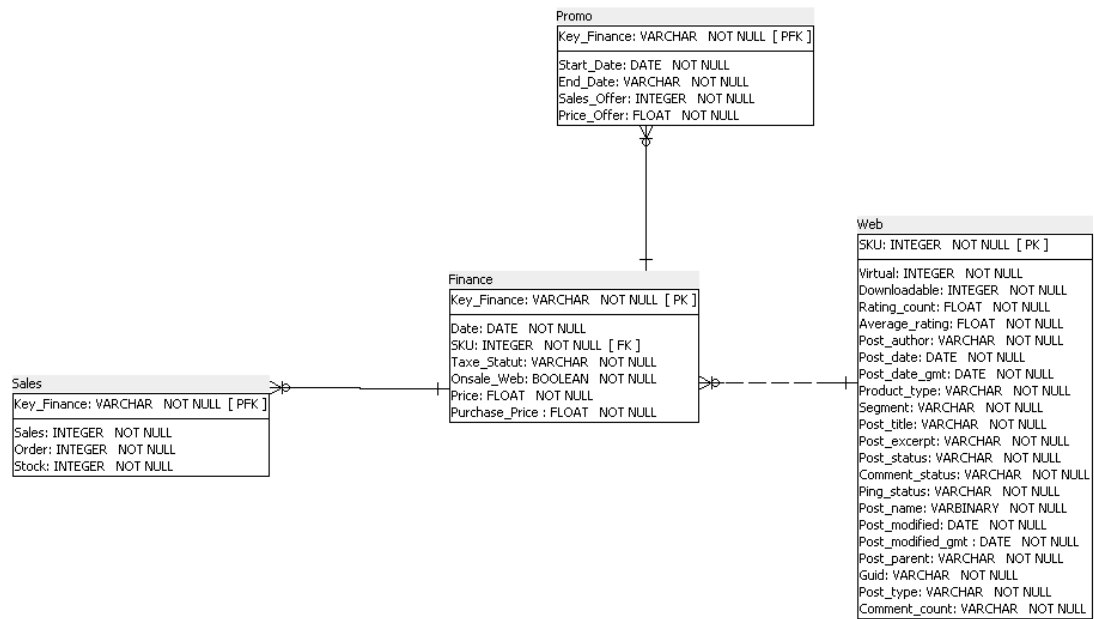 Promo
Key_Finance: VARCHAR NOT NULL [ PFK ]
Start_Date: DATE NOT NULL
End_Date: VARCHAR NOT NULL
Sales_Offer: INTEGER NOT NULL
Price_Offer: FLOAT NOT NULL
Web
SKU: INTEGER NOT NULL [ PK ]
Virtual: INTEGER NOT NULL
Downloadable: INTEGER NOT NULL
Rating_count: FLOAT NOT NULL
Average_rating: FLOAT NOT NULL
Post_author: VARCHAR NOT NULL
Post_date: DATE NOT NULL
Post_date_gmt: DATE NOT NULL
Product_type: VARCHAR NOT NULL
Segment: VARCHAR NOT NULL
Post_title: VARCHAR NOT NULL
Post_excerpt: VARCHAR NOT NULL
Post_status: VARCHAR NOT NULL
Comment_status: VARCHAR NOT NULL
Ping_status: VARCHAR NOT NULL
Post_name: VARBINARY NOT NULL
Post_modified: DATE NOT NULL
Post_modified_gmt : DATE NOT NULL
Post_parent: VARCHAR NOT NULL
Guid: VARCHAR NOT NULL
Post_type: VARCHAR NOT NULL
Comment_count: VARCHAR NOT NULL
Finance
Key_Finance: VARCHAR NOT NULL [ PK ]
Date: DATE NOT NULL
SKU: INTEGER NOT NULL [ FK ]
Taxe_Statut: VARCHAR NOT NULL
Onsale_Web: BOOLEAN NOT NULL
Price: FLOAT NOT NULL
Purchase_Price : FLOAT NOT NULL
Sales
Key_Finance: VARCHAR NOT NULL [ PFK ]
Sales: INTEGER NOT NULL
Order: INTEGER NOT NULL
Stock: INTEGER NOT NULL